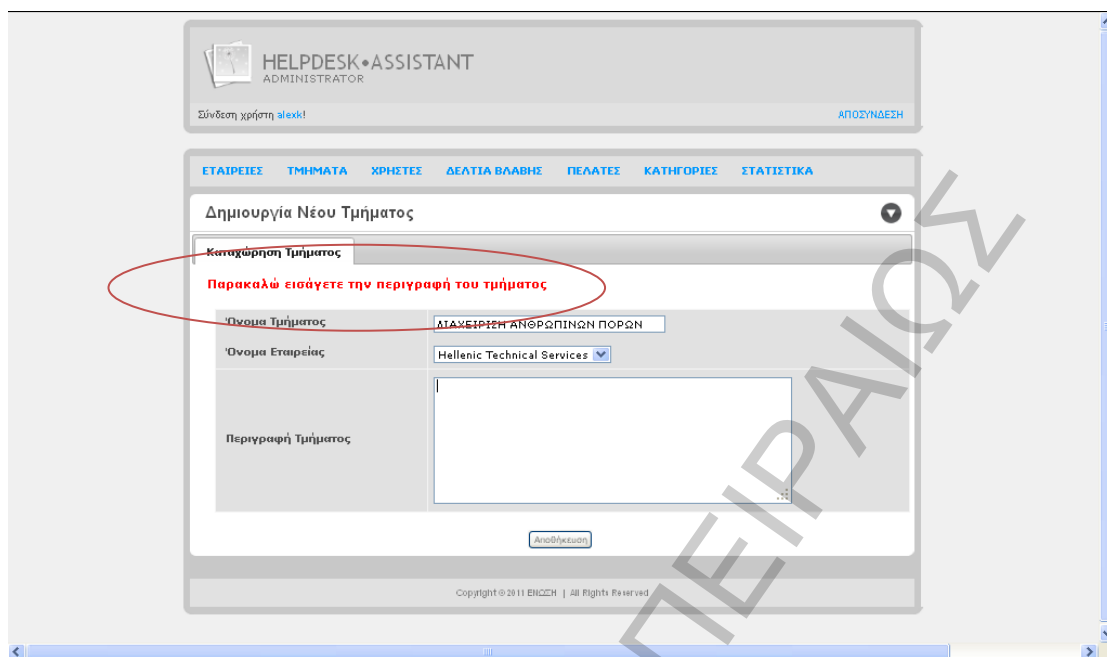 HELPDESK•ASSISTANT
ADMINISTRATOR
Σύνδεση χρήστη alexk!
ΑΠΟΣΥΝΔΕΣΗ
ΕΤΑΙΡΕΙΕΣ ΤΜΗΜΑΤΑ ΧΡΗΣΤΕΣ ΔΕΛΤΙΑ ΒΛΑΒΗΣ ΠΕΛΑΤΕΣ ΚΑΤΗΓΟΡΙΕΣ ΣΤΑΤΙΣΤΙΚΑ
Δημιουργία Νέου Τμήματος
Καταχώρηση Τμήματος
Παρακαλώ εισάγετε την περιγραφή του τμήματος
Όνομα Τμήματος
ΔΙΑΧΕΙΡΙΣΗ ΑΝΘΡΩΠΙΝΩΝ ΠΟΡΩΝ
Όνομα Εταιρείας
Hellenic Technical Services
Περιγραφή Τμήματος
Αποθήκευση
Copyright © 2011 ΕΝΩΣΗ | All Rights Reserved
ΠΕΙΡΑΙΩΣ